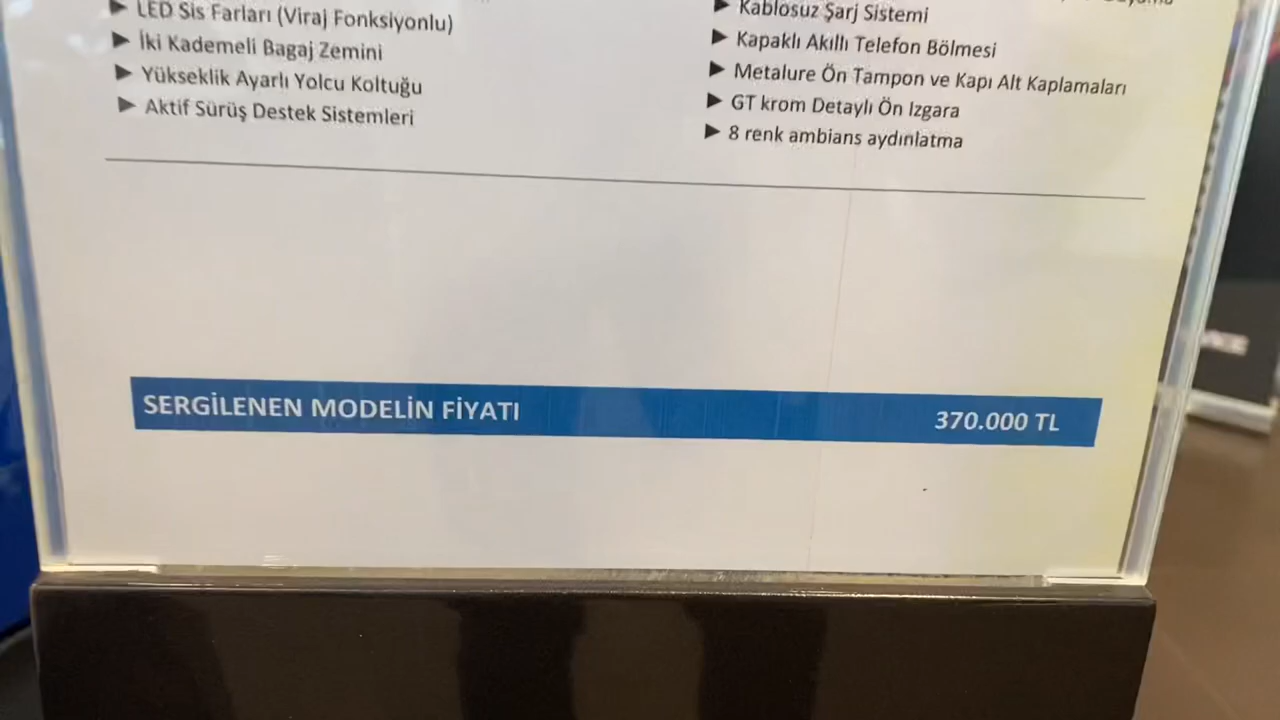 LED Sis Farları (Viraj Fonksiyonlu)
İki Kademeli Bagaj Zemini
Yükseklik Ayarlı Yolcu Koltuğu
Aktif Sürüş Destek Sistemleri
Kablosuz Şarj Sistemi
Kapaklı Akıllı Telefon Bölmesi
Metalure Ön Tampon ve Kapı Alt Kaplamaları
GT krom Detaylı Ön Izgara
8 renk ambians aydınlatma
SERGİLENEN MODELİN FİYATI 370.000 TL